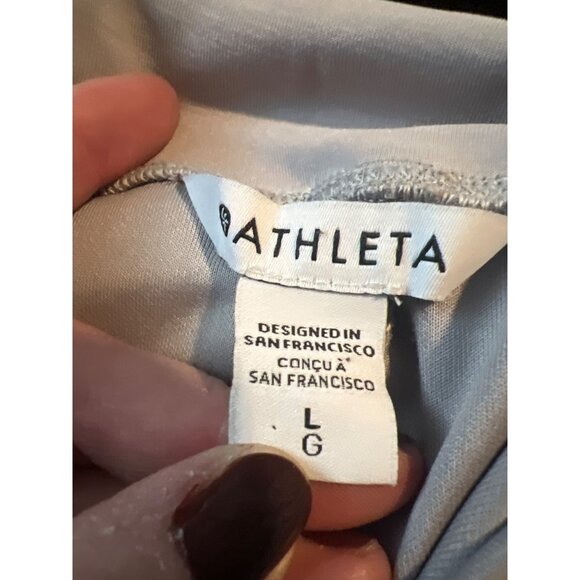 ATHLETA
DESIGNED IN
SAN FRANCISCO
CONÇU À
SAN FRANCISCO
L
G